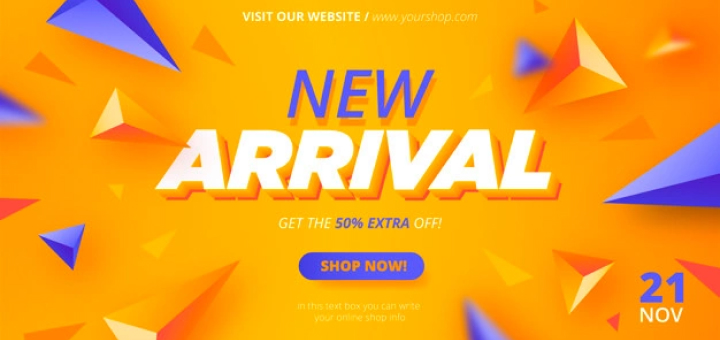 VISIT OUR WEBSITE / www.yourshop.com
NEW
ARRIVAL
GET THE 50% EXTRA OFF!
SHOP NOW!
In this text box you can write
your online shop info
21
NOV